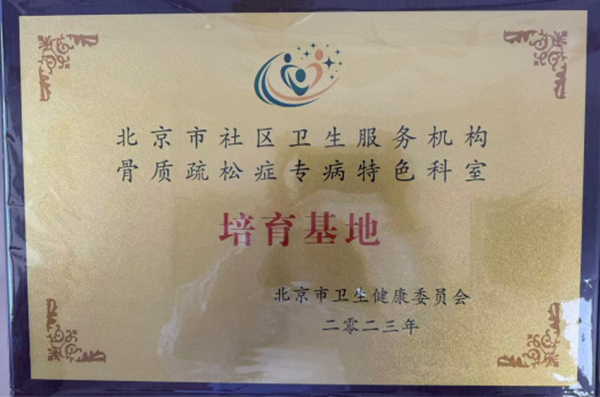 北京市社区卫生服务机构
骨质疏松症专病特色科室
培育基地
北京市卫生健康委员会
二零二三年